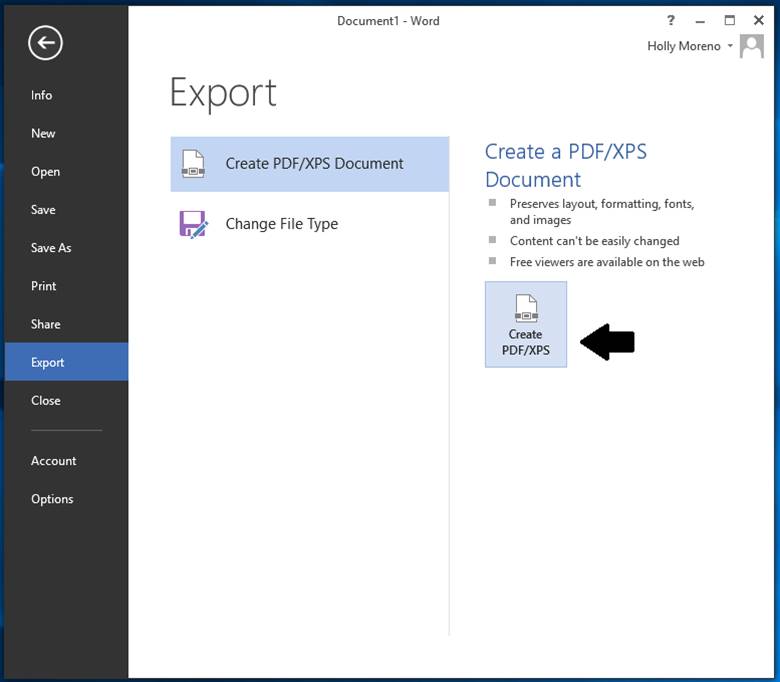 Document1 - Word
?
Holly Moreno
Info
New
Open
Save
Save As
Print
Share
Export
Close
Account
Options
Export
Create PDF/XPS Document
Change File Type
Create a PDF/XPS
Document
Preserves layout, formatting, fonts,
and images
Content can't be easily changed
Free viewers are available on the web
Create
PDF/XPS